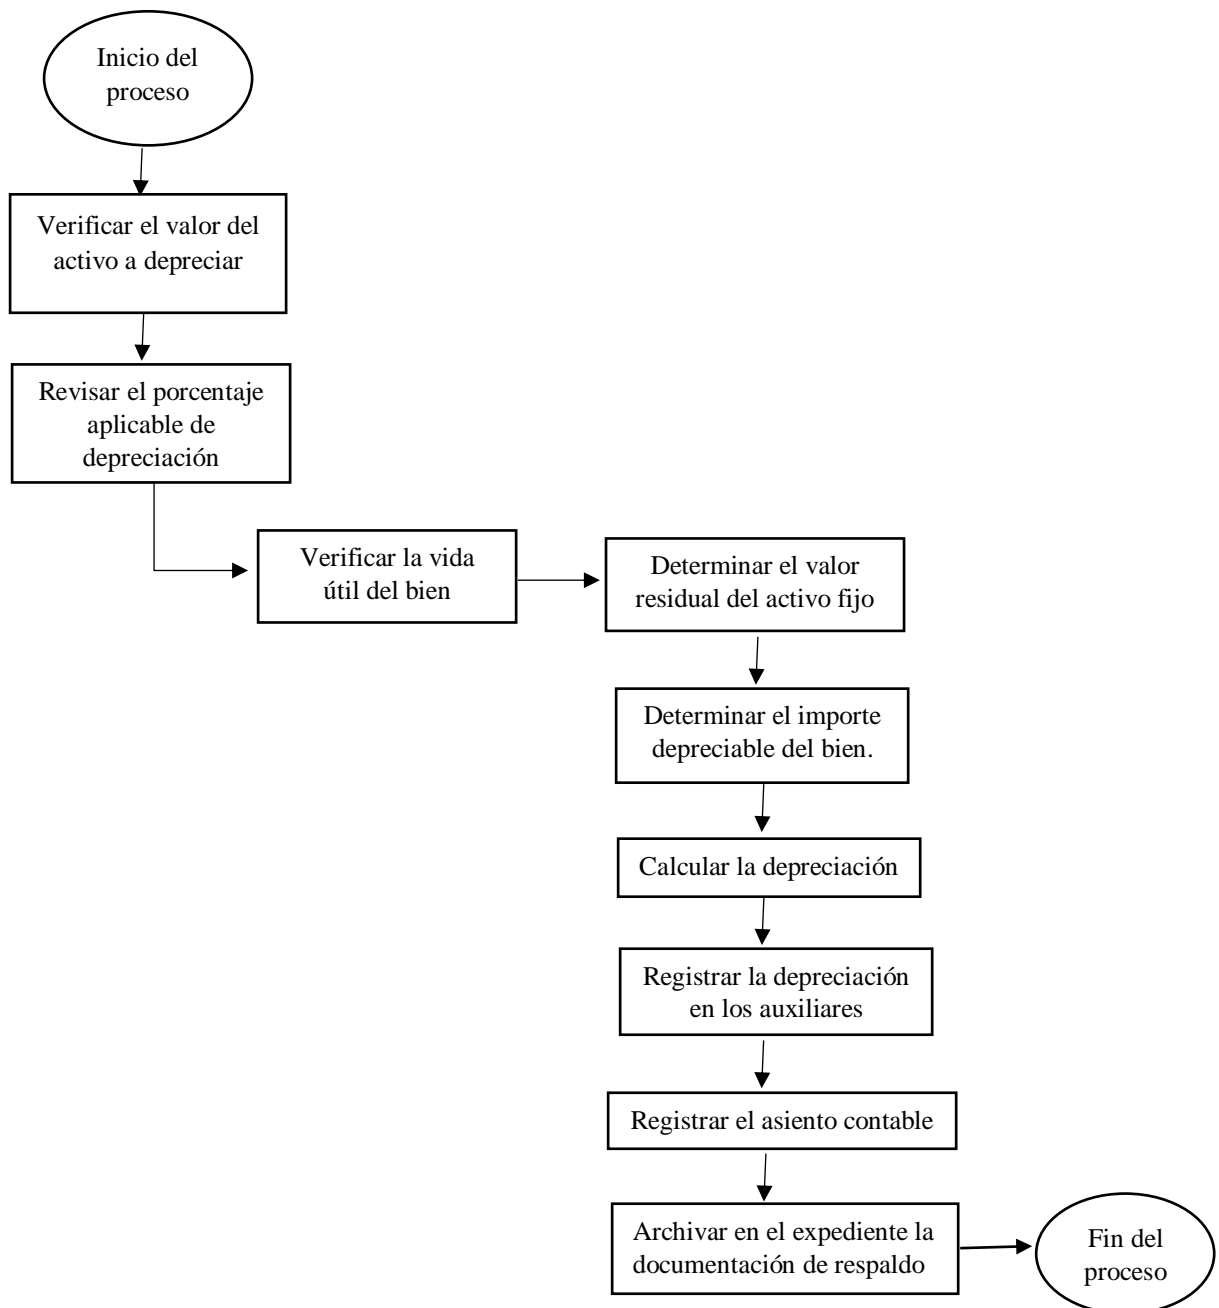 Inicio del
proceso
Verificar el valor del
activo a depreciar
Revisar el porcentaje
aplicable de
depreciación
Verificar la vida
útil del bien
Determinar el valor
residual del activo fijo
Determinar el importe
depreciable del bien.
Calcular la depreciación
Registrar la depreciación
en los auxiliares
Registrar el asiento contable
Archivar en el expediente la
documentación de respaldo
Fin del
proceso